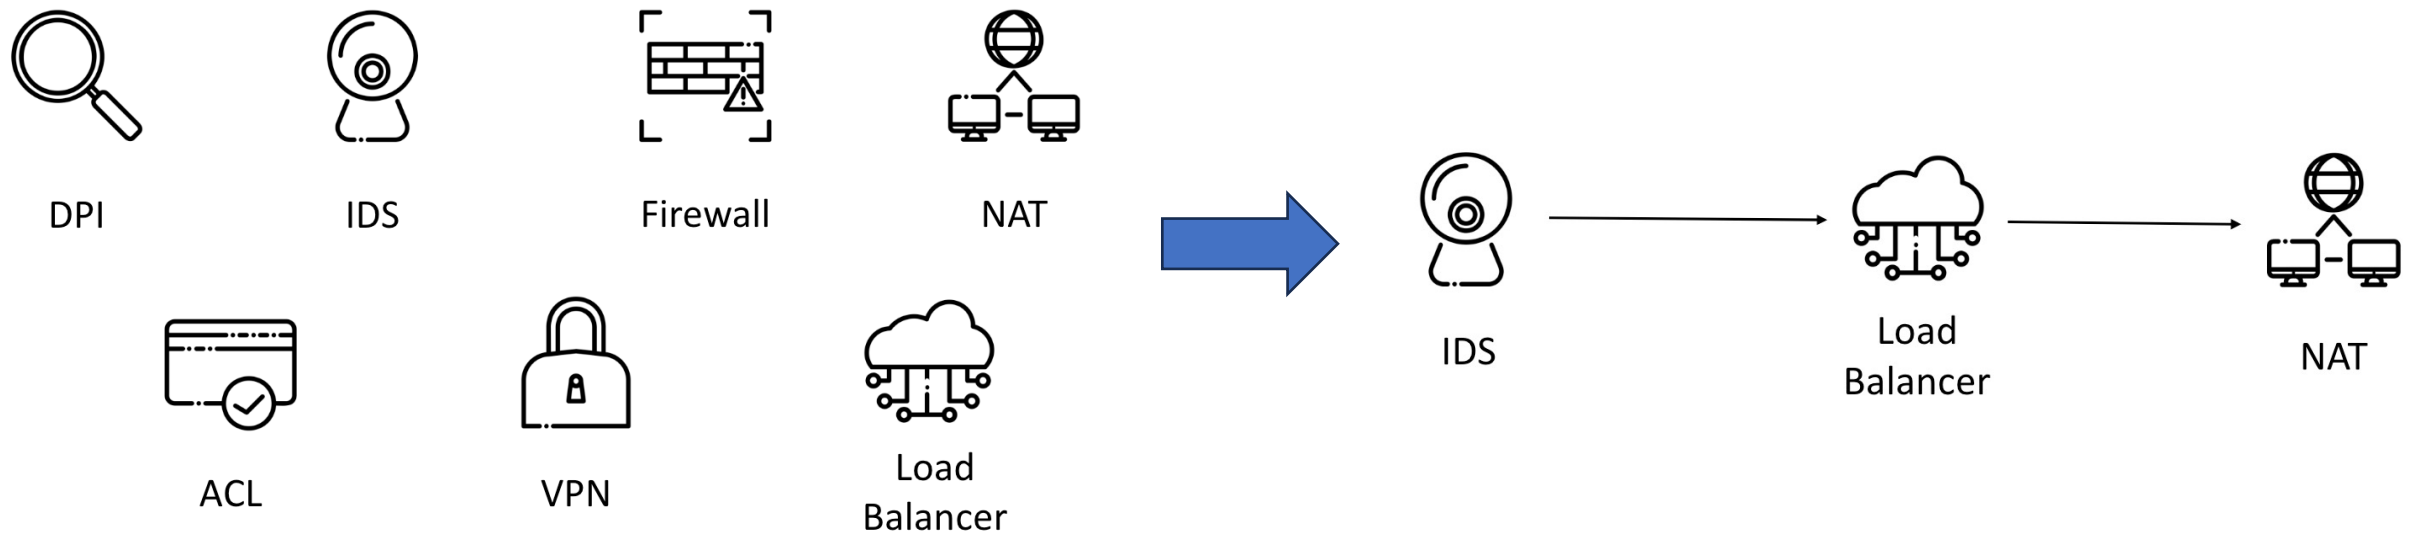 DPI
IDS
Firewall
NAT
ACL
VPN
Load
Balancer
IDS
Load
Balancer
NAT